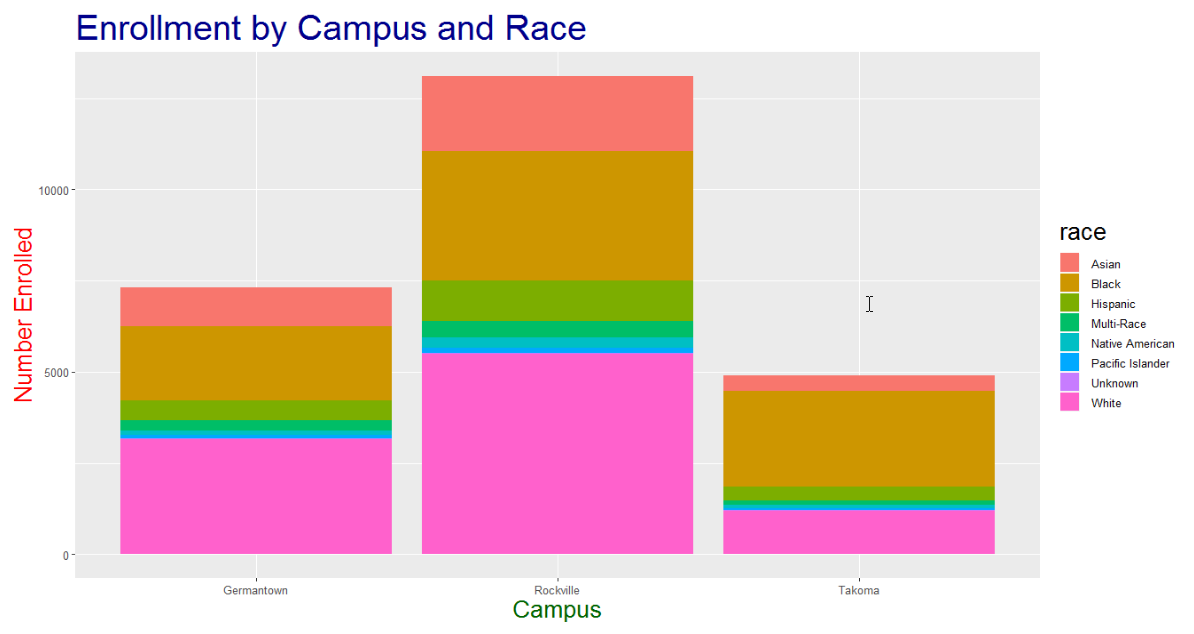 Enrollment by Campus and Race
Number Enrolled
10000
5000
0
Germantown
Rockville
Takoma
Campus
race
Asian
Black
Hispanic
Multi-Race
Native American
Pacific Islander
Unknown
White